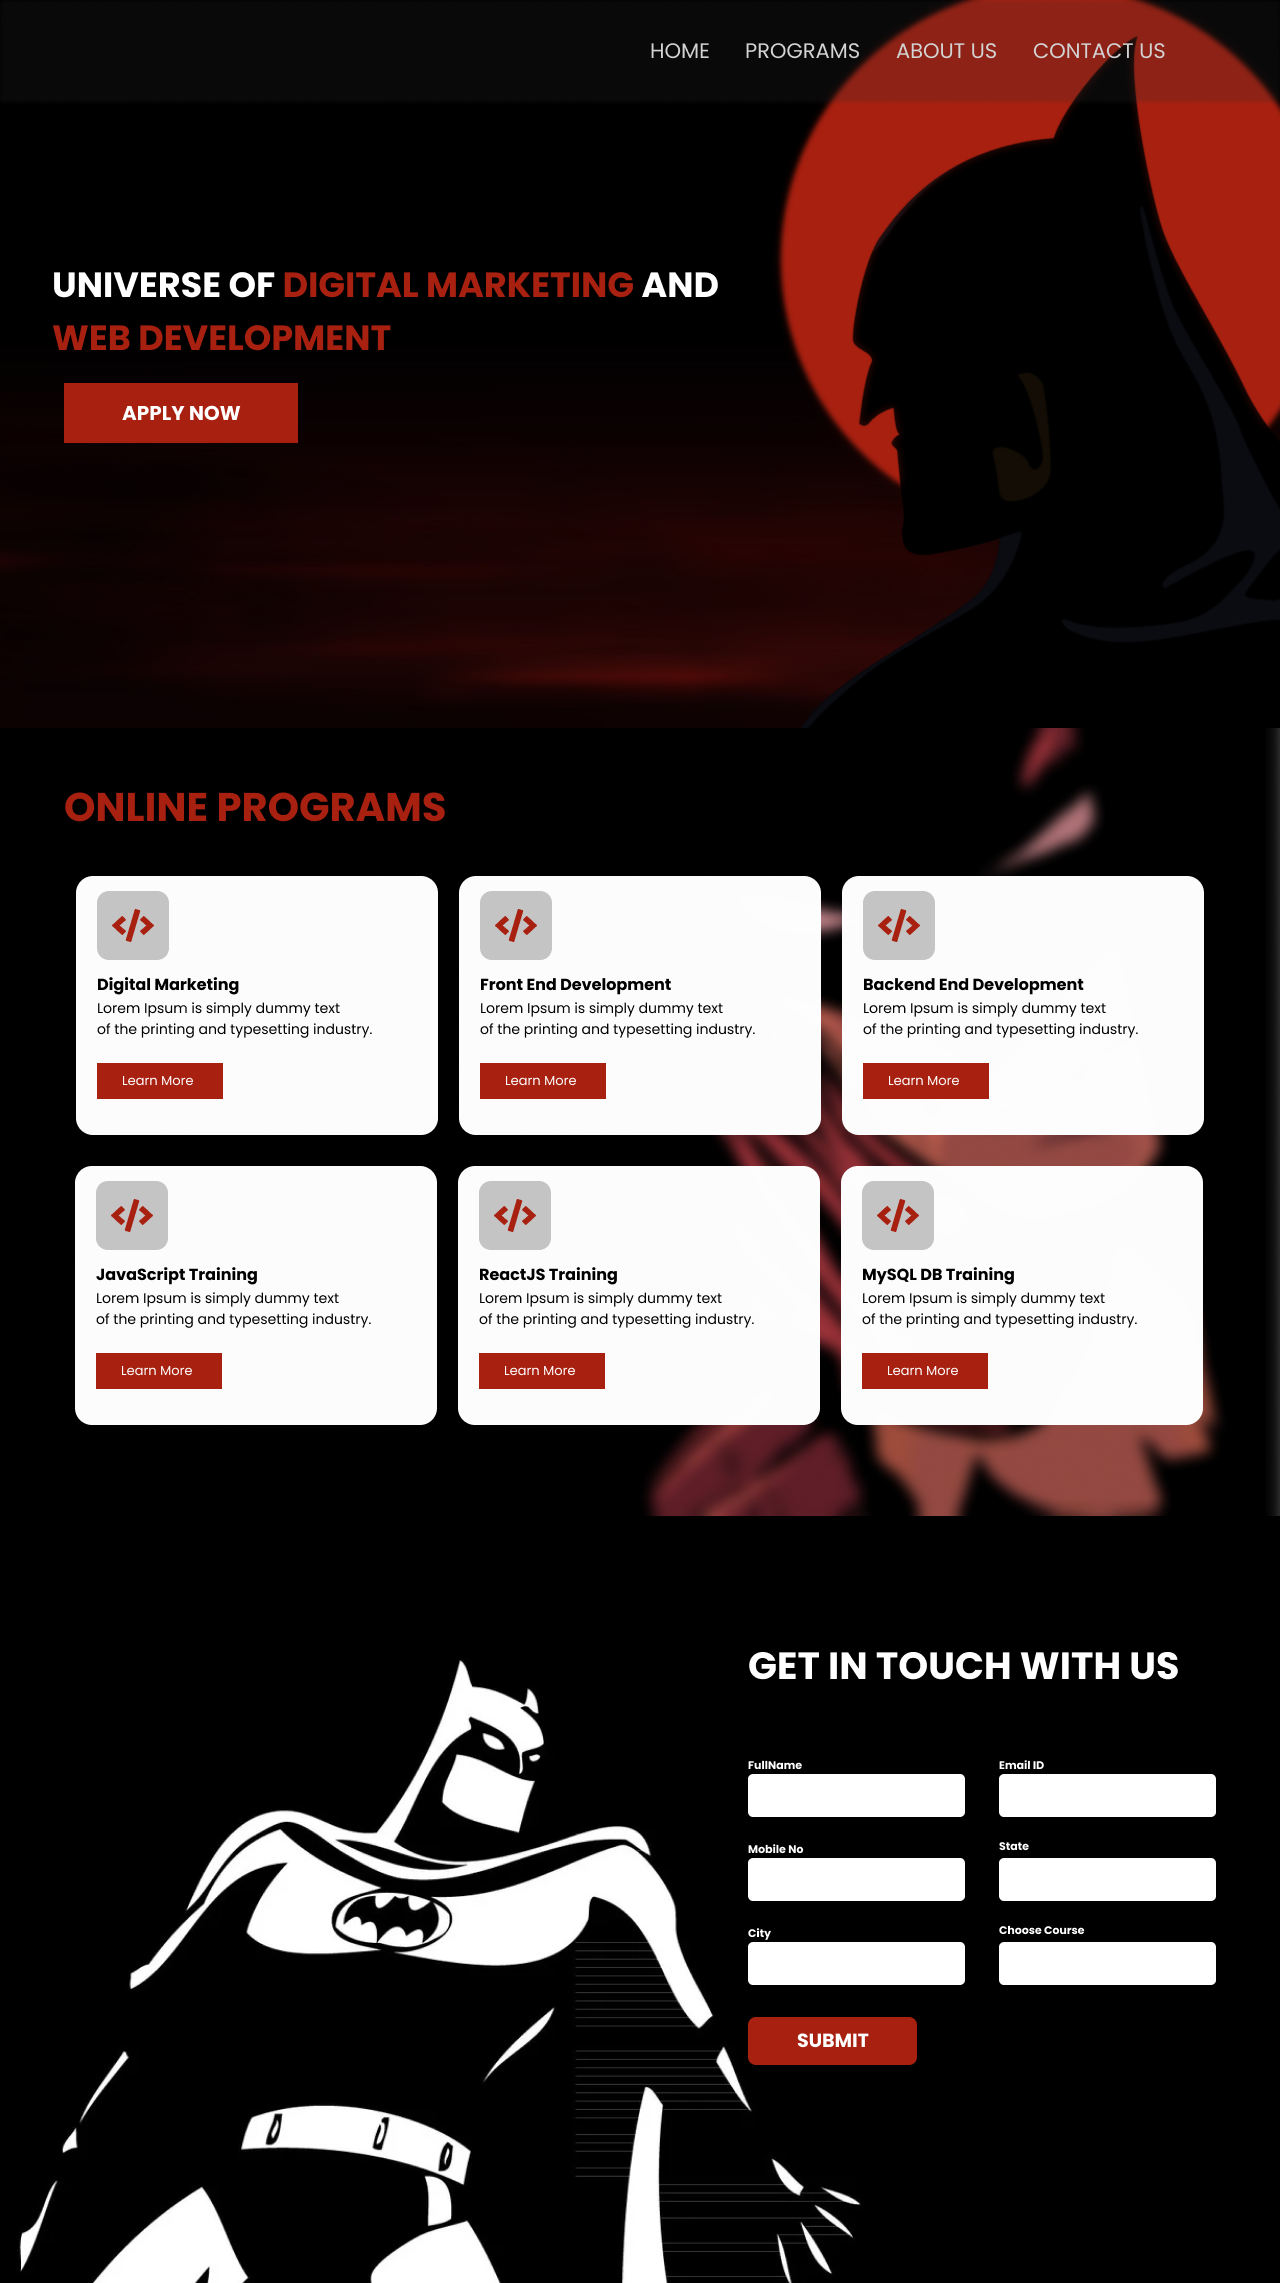 HOME PROGRAMS ABOUT US CONTACT US
UNIVERSE OF DIGITAL MARKETING AND
WEB DEVELOPMENT
APPLY NOW
ONLINE PROGRAMS
</>
Digital Marketing
Lorem Ipsum is simply dummy text
of the printing and typesetting industry.
Learn More
</>
Front End Development
Lorem Ipsum is simply dummy text
of the printing and typesetting industry.
Learn More
</>
Backend End Development
Lorem Ipsum is simply dummy text
of the printing and typesetting industry.
Learn More
</>
JavaScript Training
Lorem Ipsum is simply dummy text
of the printing and typesetting industry.
Learn More
</>
ReactJS Training
Lorem Ipsum is simply dummy text
of the printing and typesetting industry.
Learn More
</>
MySQL DB Training
Lorem Ipsum is simply dummy text
of the printing and typesetting industry.
Learn More
GET IN TOUCH WITH US
FullName
Email ID
Mobile No
State
City
Choose Course
SUBMIT